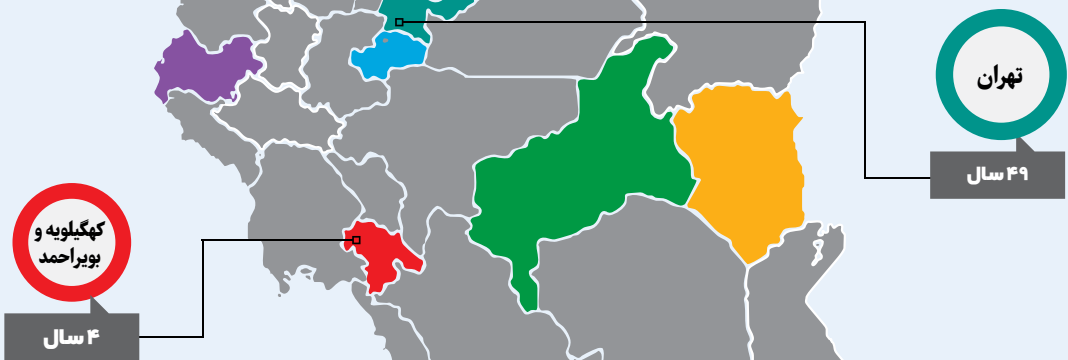 تهران
۴۹ سال
کهگیلویه و
بویراحمد
۴ سال